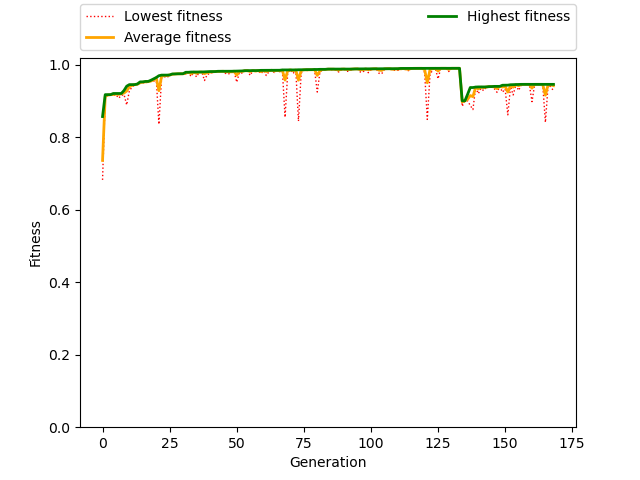 Lowest fitness
Average fitness
Highest fitness
1.0
0.8
0.6
0.4
0.2
0.0
Fitness
0 25 50 75 100 125 150 175
Generation